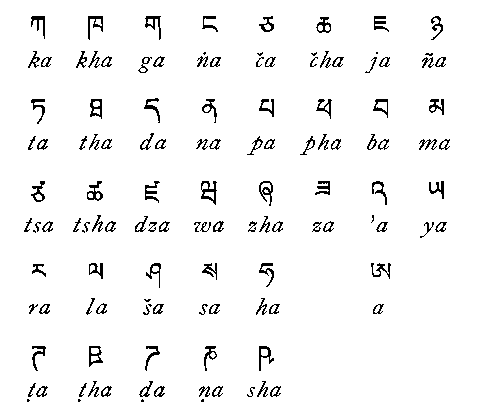 ཀ ཁ ག ང ཅ ཆ ཇ ཉ
ka kha ga ṅa ča čha ja ña
ཏ ཐ ད ན པ ཕ བ མ
ta tha da na pa pha ba ma
ཙ ཚ ཛ ཝ ཞ ཟ འ ཡ
tsa tsha dza wa zha za ’a ya
ར ལ ཤ ས ཧ ཨ
ra la ša sa ha a
ཊ ཋ ཌ ཎ ཥ
ṭa ṭha ḍa ṇa sha